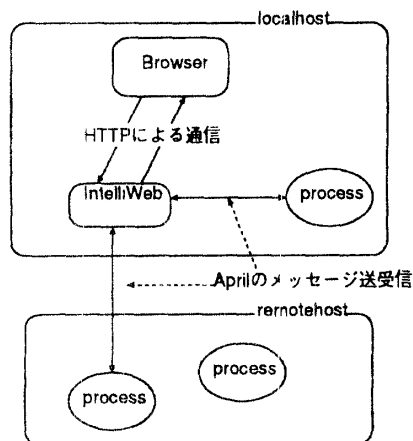 localhost
Browser
HTTPによる通信
IntelliWeb
process
Aprilのメッセージ送受信
remotehost
process
process